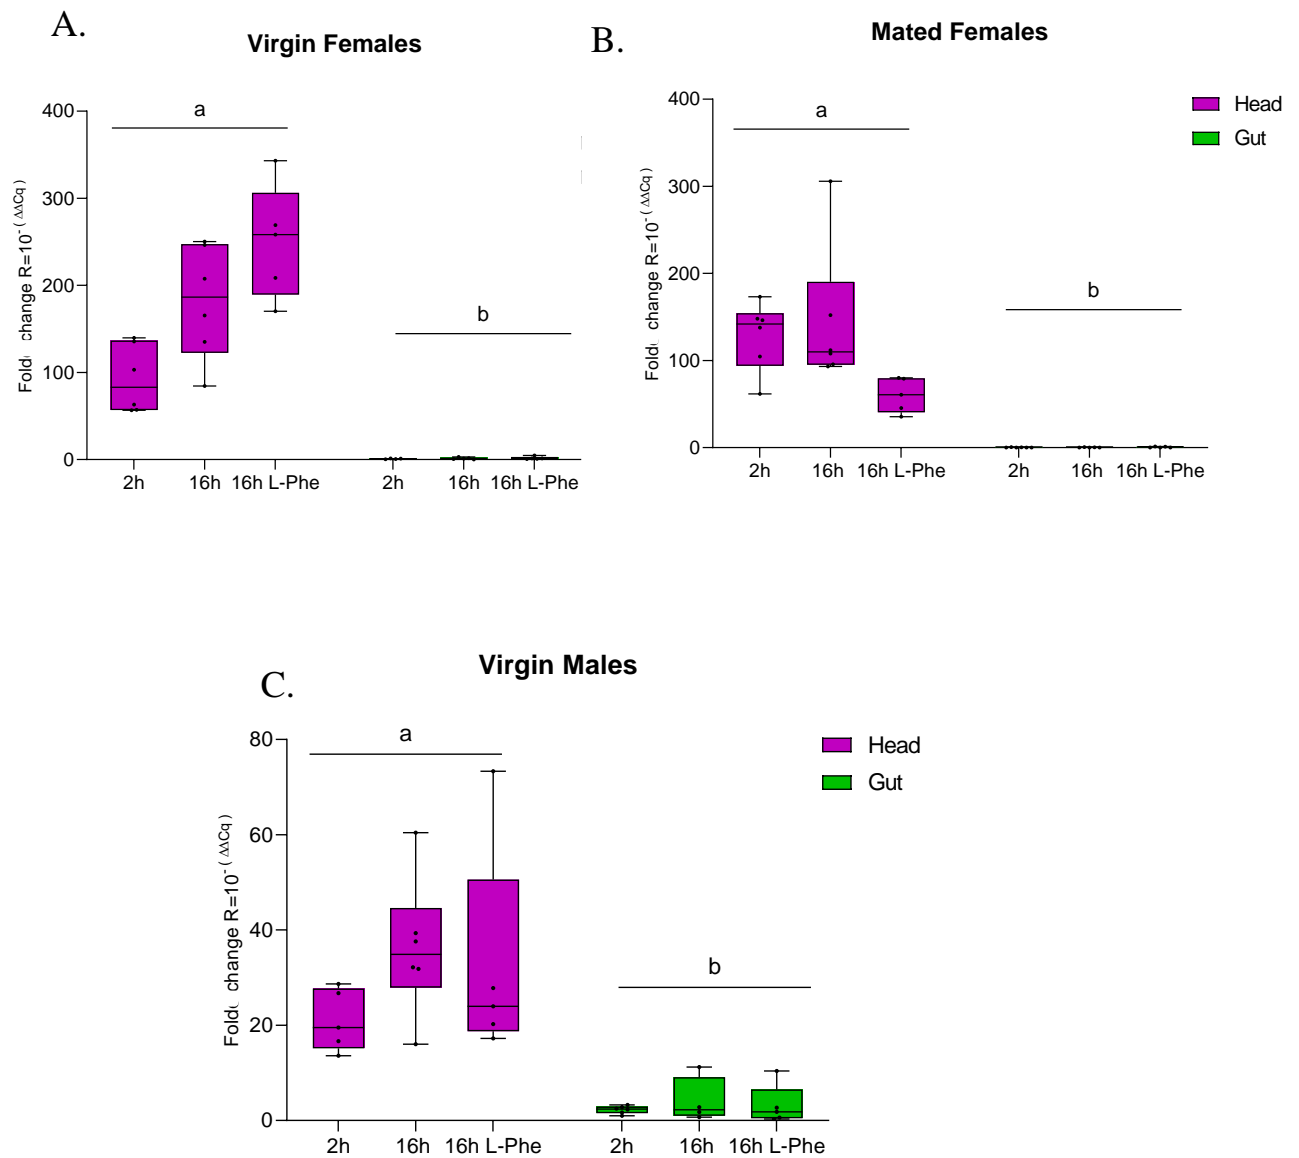 A.
Virgin Females
B.
Mated Females
Head
Gut
400
300
200
100
0
Fold change R=10-(ΔΔCq)
a
b
2h 16h 16h L-Phe 2h 16h 16h L-Phe
400
300
200
100
0
Fold change R=10-(ΔΔCq)
a
b
2h 16h 16h L-Phe 2h 16h 16h L-Phe
C.
Virgin Males
Head
Gut
80
60
40
20
0
Fold change R=10-(ΔΔCq)
a
b
2h 16h 16h L-Phe 2h 16h 16h L-Phe